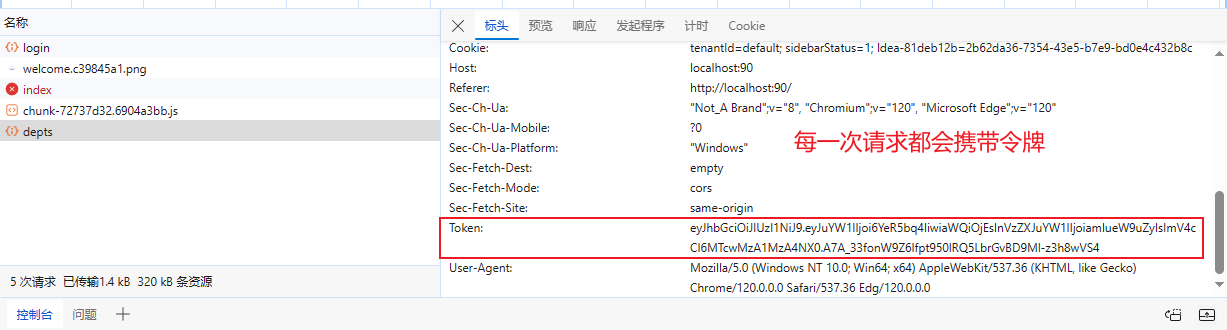 名称
login
welcome.c39845a1.png
index
chunk-72737d32.6904a3bb.js
depts
5 次请求 已传输1.4 kB 320 kB 条资源
标头 预览 响应 发起程序 计时 Cookie
Cookie: tenantId=default; sidebarStatus=1; Idea-81deb12b=2b62da36-7354-43e5-b7e9-bd0e4c432b8c
Host: localhost:90
Referer: http://localhost:90/
Sec-Ch-Ua: "Not_A Brand";v="8", "Chromium";v="120", "Microsoft Edge";v="120"
Sec-Ch-Ua-Mobile: ?0
Sec-Ch-Ua-Platform: "Windows"
每一次请求都会携带令牌
Sec-Fetch-Dest: empty
Sec-Fetch-Mode: cors
Sec-Fetch-Site: same-origin
Token: eyJhbGciOiJIUzI1NiJ9.eyJuYW1lIjoi6YeR5bq4IiwiaWQiOjEsInVzZXJuYW1lIjoiamlueW9uZyIsImV4c
CI6MTcwMzA1MzA4NX0.A7A_33fonW9Z6Ifpt950IRQ5LbrGvBD9MI-z3h8wVS4
User-Agent: Mozilla/5.0 (Windows NT 10.0; Win64; x64) AppleWebKit/537.36 (KHTML, like Gecko)
Chrome/120.0.0.0 Safari/537.36 Edg/120.0.0.0
控制台 问题